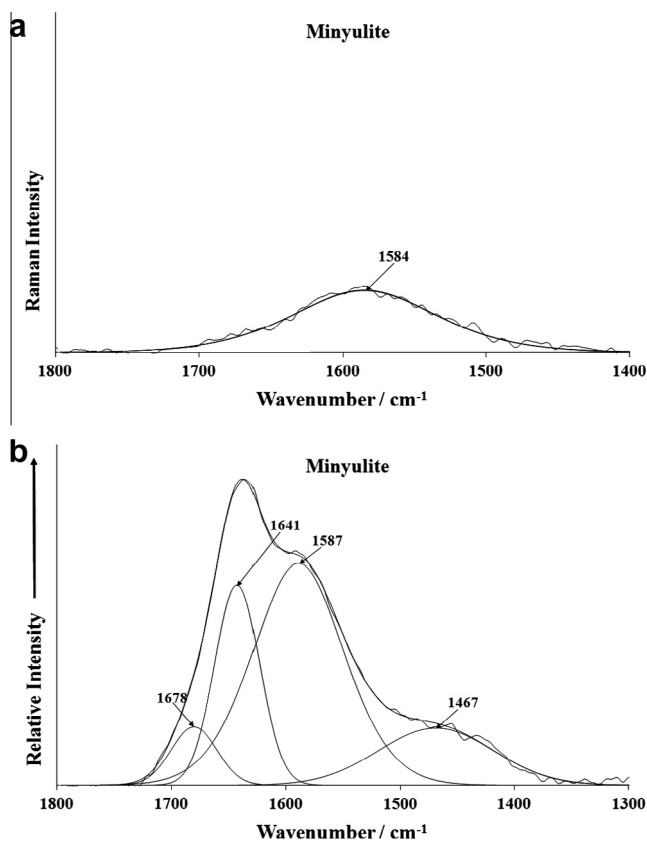 a
Minyulite
1584
Raman Intensity
1800 1700 1600 1500 1400
Wavenumber / cm⁻¹
b
Minyulite
1641
1587
1678
1467
Relative Intensity
1800 1700 1600 1500 1400 1300
Wavenumber / cm⁻¹